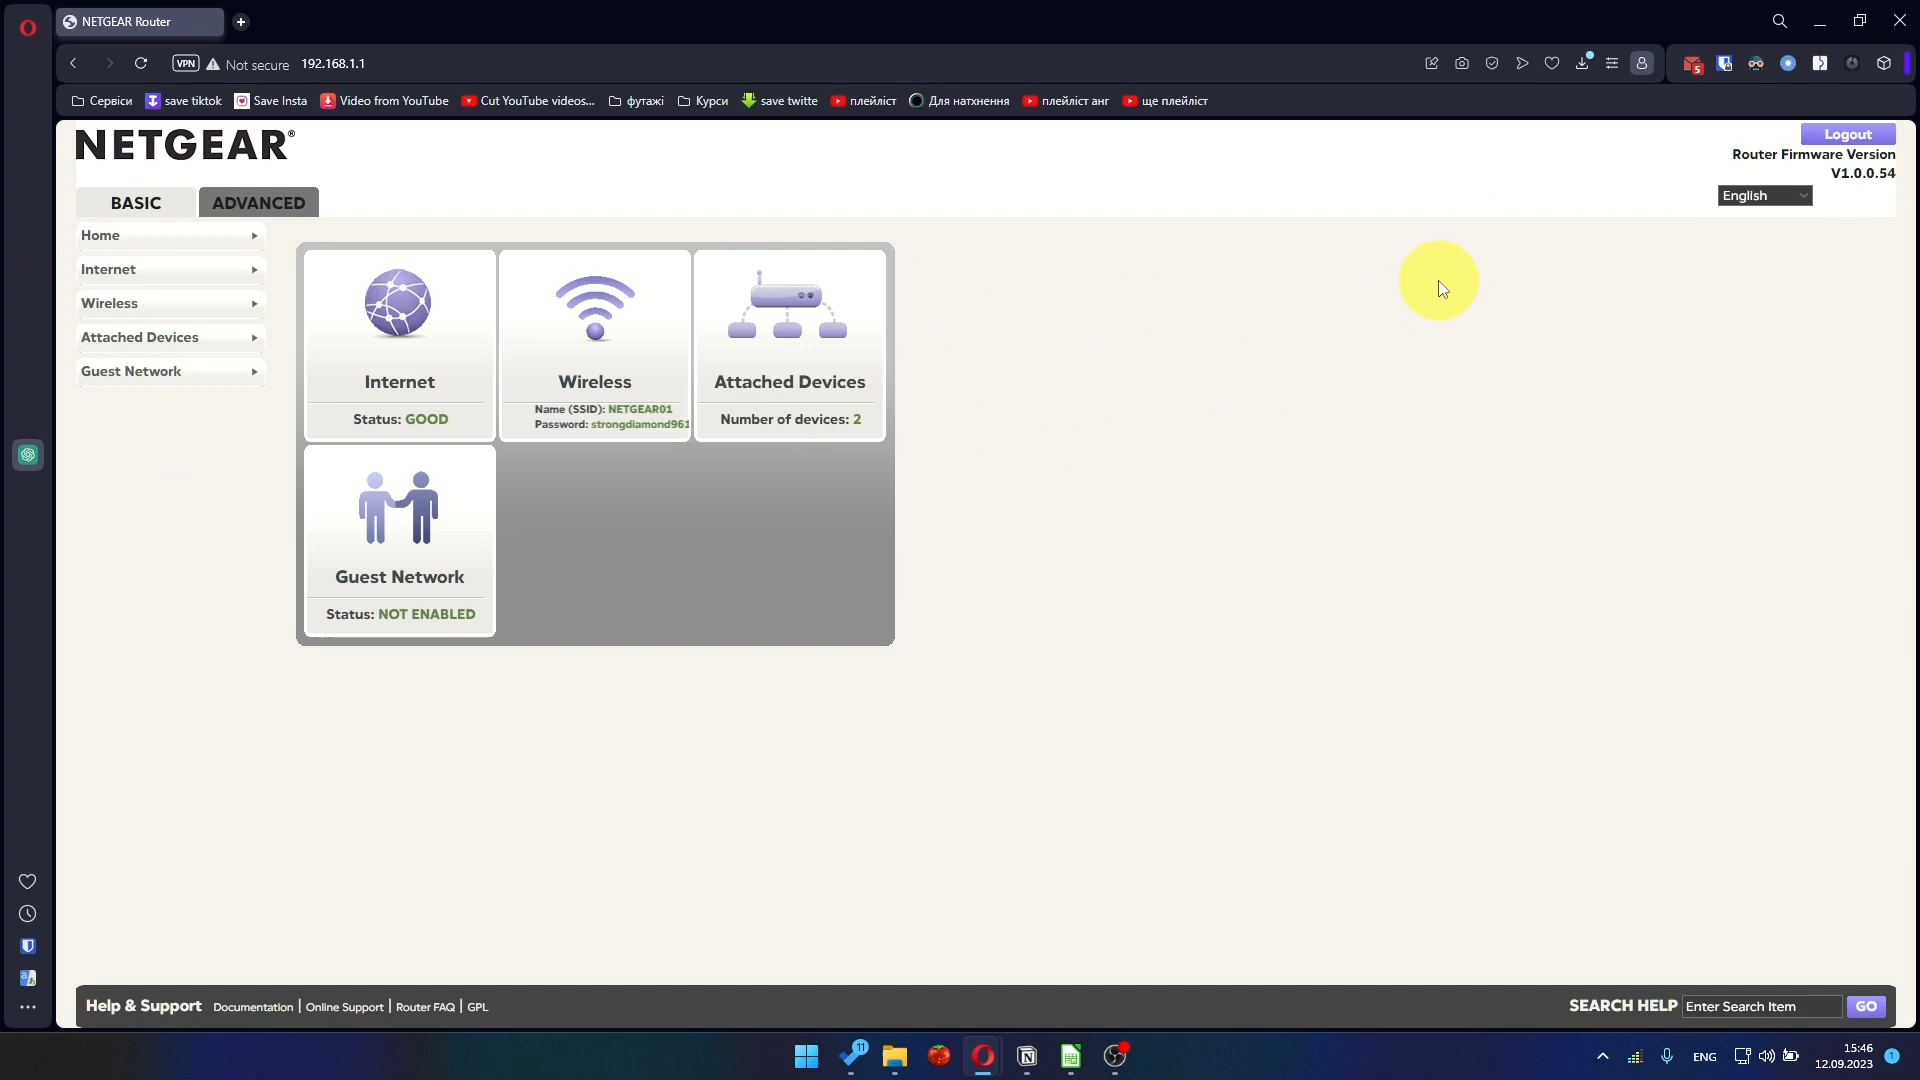 NETGEAR Router
VPN
Not secure
192.168.1.1
5
Сервіси
save tiktok
Save Insta
Video from YouTube
Cut YouTube videos...
футажі
Курси
save twitte
плейліст
Для натхнення
плейліст анг
ще плейліст
NETGEAR®
Logout
Router Firmware Version
V1.0.0.54
English
BASIC
ADVANCED
Home
Internet
Wireless
Attached Devices
Guest Network
Internet
Status: GOOD
Wireless
Name (SSID): NETGEAR01
Password: strongdiamond961
Attached Devices
Number of devices: 2
Guest Network
Status: NOT ENABLED
Help & Support
Documentation | Online Support | Router FAQ | GPL
SEARCH HELP
Enter Search Item
GO
11
ENG
15:46
12.09.2023
1